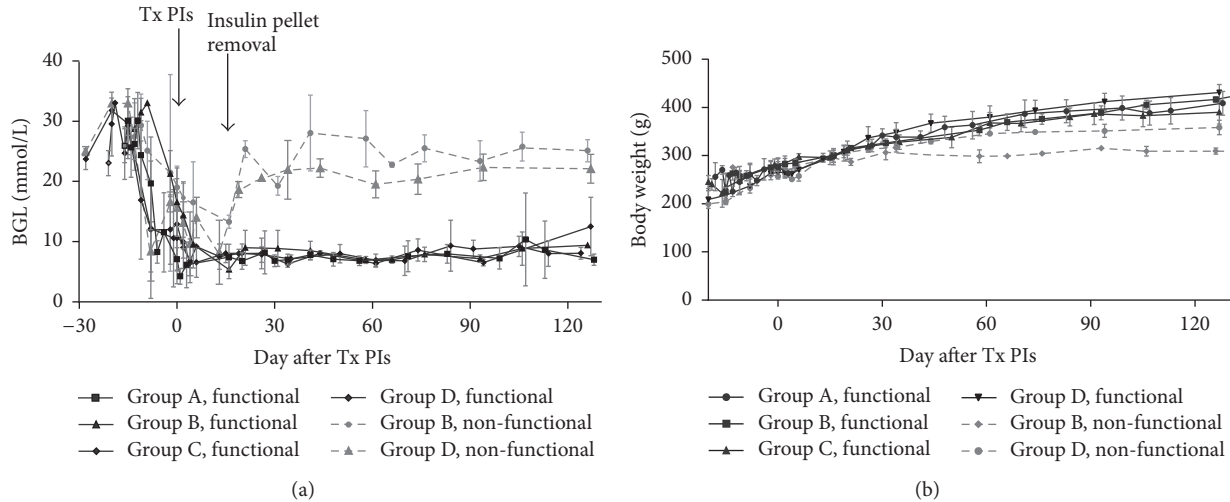 Tx PIs
Insulin pellet
removal
40
30
20
10
0
BGL (mmol/L)
−30
0
30
60
90
120
Day after Tx PIs
Group A, functional
Group B, functional
Group C, functional
Group D, functional
Group B, non-functional
Group D, non-functional
(a)
500
400
300
200
100
0
Body weight (g)
0
30
60
90
120
Day after Tx PIs
Group A, functional
Group B, functional
Group C, functional
Group D, functional
Group B, non-functional
Group D, non-functional
(b)